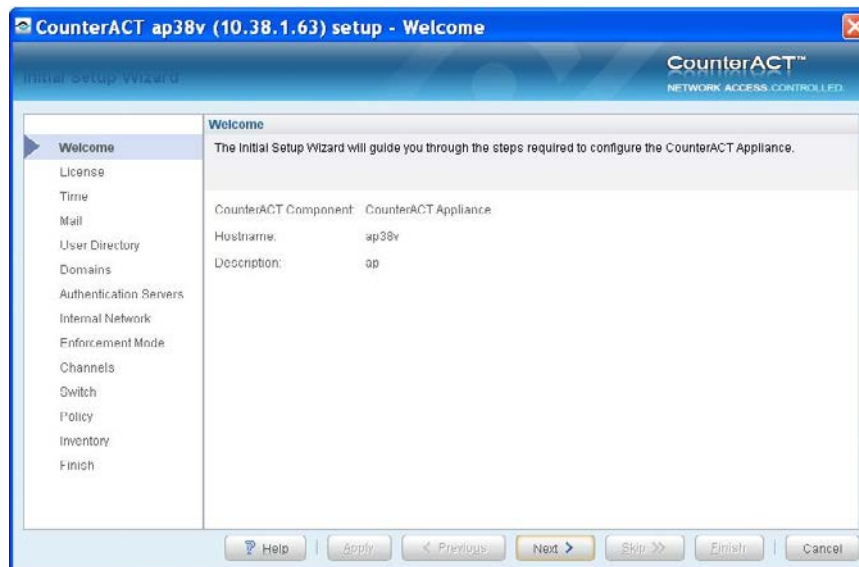 CounterACT ap38v (10.38.1.63) setup - Welcome
Initial Setup Wizard
CounterACT™
NETWORK ACCESS.CONTROLLED.
Welcome
License
Time
Mail
User Directory
Domains
Authentication Servers
Internal Network
Enforcement Mode
Channels
Switch
Policy
Inventory
Finish
Welcome
The Initial Setup Wizard will guide you through the steps required to configure the CounterACT Appliance.
CounterACT Component: CounterACT Appliance
Hostname: ap38v
Description: ap
? Help | Apply < Previous Next > Skip >> Finish | Cancel